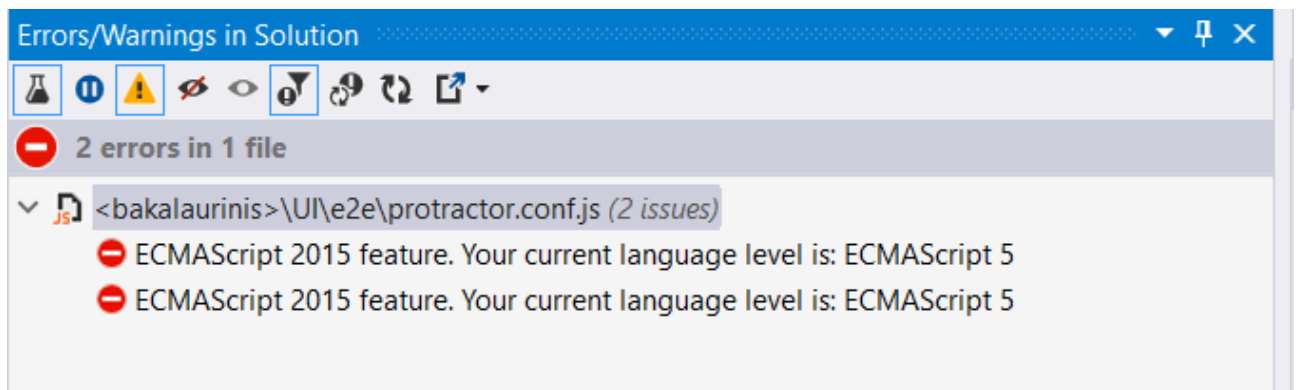 Errors/Warnings in Solution
2 errors in 1 file
JS <bakalaurinis>\UI\e2e\protractor.conf.js (2 issues)
ECMAScript 2015 feature. Your current language level is: ECMAScript 5
ECMAScript 2015 feature. Your current language level is: ECMAScript 5